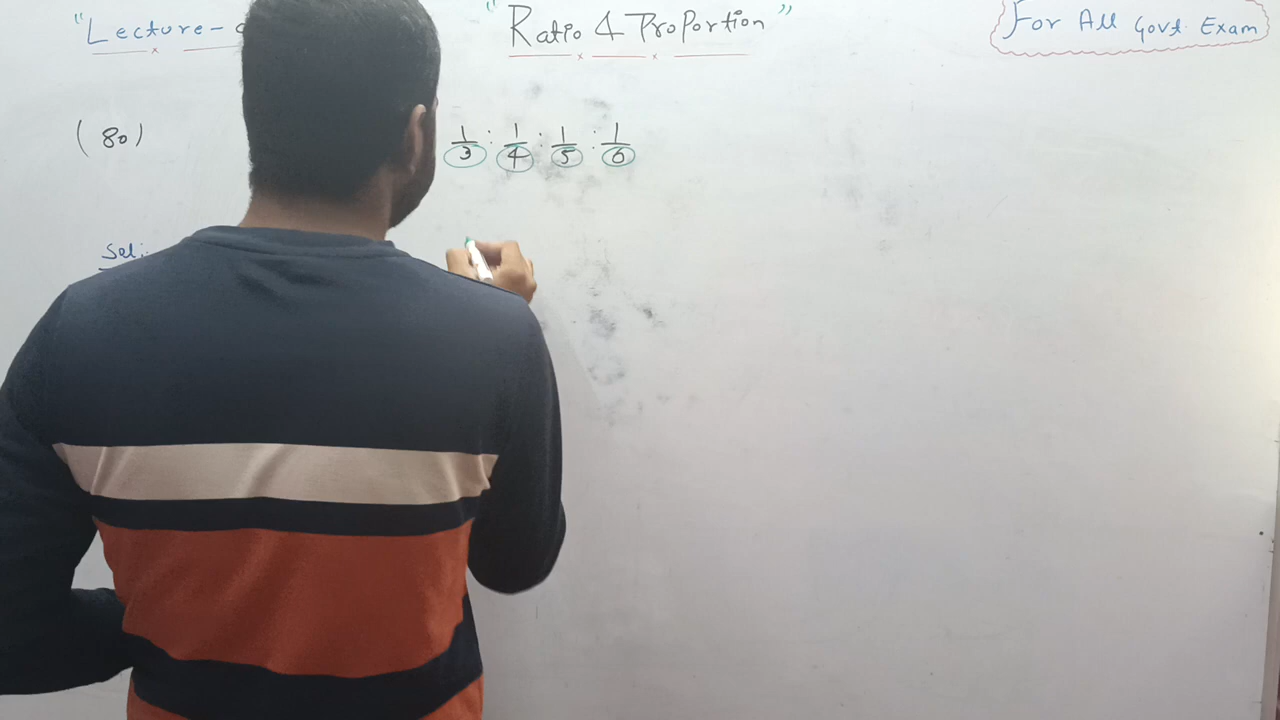 "Lecture-
"Ratio & Proportion"
For All Govt. Exam
(80)
1/3 : 1/4 : 1/5 : 1/6
Sol: